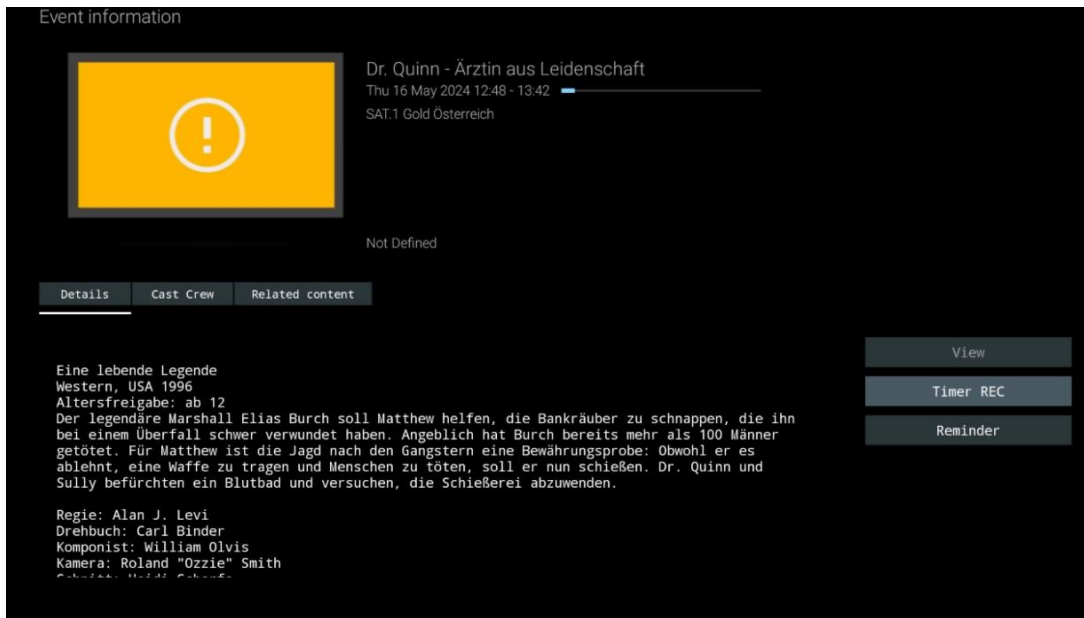 Event information
Dr. Quinn - Ärztin aus Leidenschaft
Thu 16 May 2024 12:48 - 13:42
SAT.1 Gold Österreich
Not Defined
Details
Cast Crew
Related content
View
Timer REC
Reminder
Eine lebende Legende
Western, USA 1996
Altersfreigabe: ab 12
Der legendäre Marshall Elias Burch soll Matthew helfen, die Bankräuber zu schnappen, die ihn
bei einem Überfall schwer verwundet haben. Angeblich hat Burch bereits mehr als 100 Männer
getötet. Für Matthew ist die Jagd nach den Gangstern eine Bewährungsprobe: Obwohl er es
ablehnt, eine Waffe zu tragen und Menschen zu töten, soll er nun schießen. Dr. Quinn und
Sully befürchten ein Blutbad und versuchen, die Schießerei abzuwenden.
Regie: Alan J. Levi
Drehbuch: Carl Binder
Komponist: William Olvis
Kamera: Roland "Ozzie" Smith